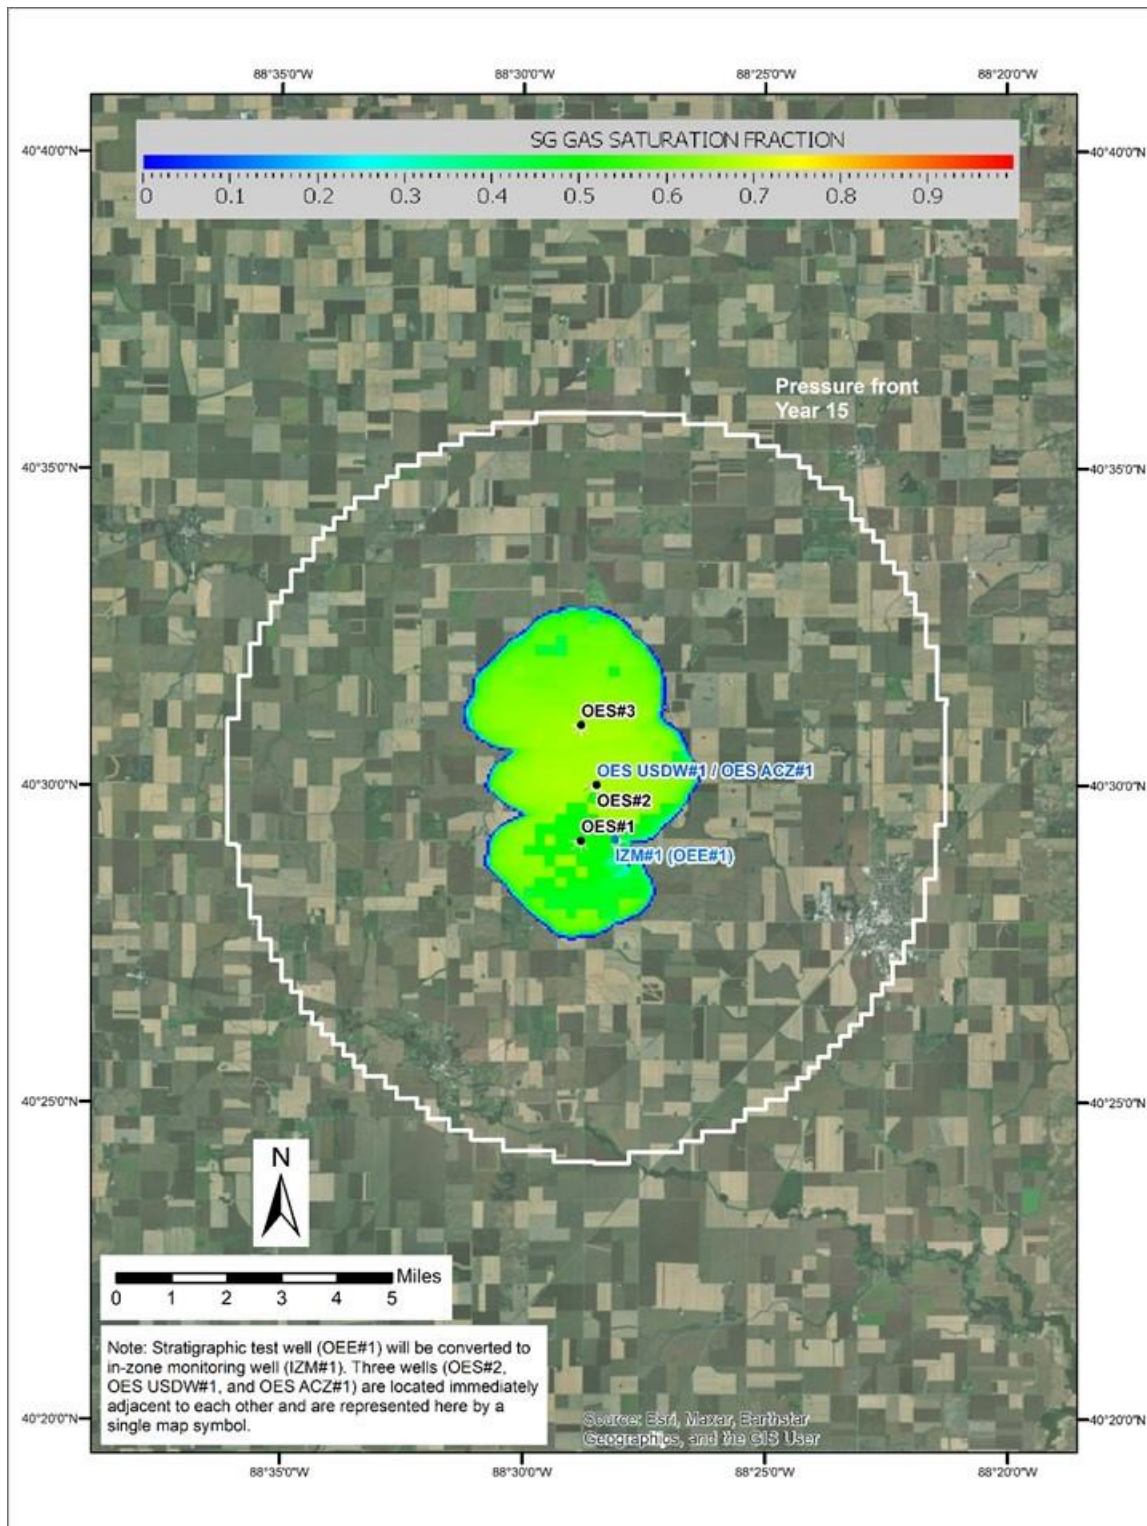 88°35'0"W 88°30'0"W 88°25'0"W 88°20'0"W
40°40'0"N 40°40'0"N
SG GAS SATURATION FRACTION
0 0.1 0.2 0.3 0.4 0.5 0.6 0.7 0.8 0.9
Pressure front
Year 15
40°35'0"N 40°35'0"N
OES#3
OES USDW#1 / OES ACZ#1
40°30'0"N 40°30'0"N
OES#2
OES#1
IZM#1 (OEE#1)
40°25'0"N 40°25'0"N
N
Miles
0 1 2 3 4 5
Note: Stratigraphic test well (OEE#1) will be converted to
in-zone monitoring well (IZM#1). Three wells (OES#2,
OES USDW#1, and OES ACZ#1) are located immediately
adjacent to each other and are represented here by a
single map symbol.
40°20'0"N 40°20'0"N
Source: Esri, Maxar, Earthstar
Geographics, and the GIS User
88°35'0"W 88°30'0"W 88°25'0"W 88°20'0"W